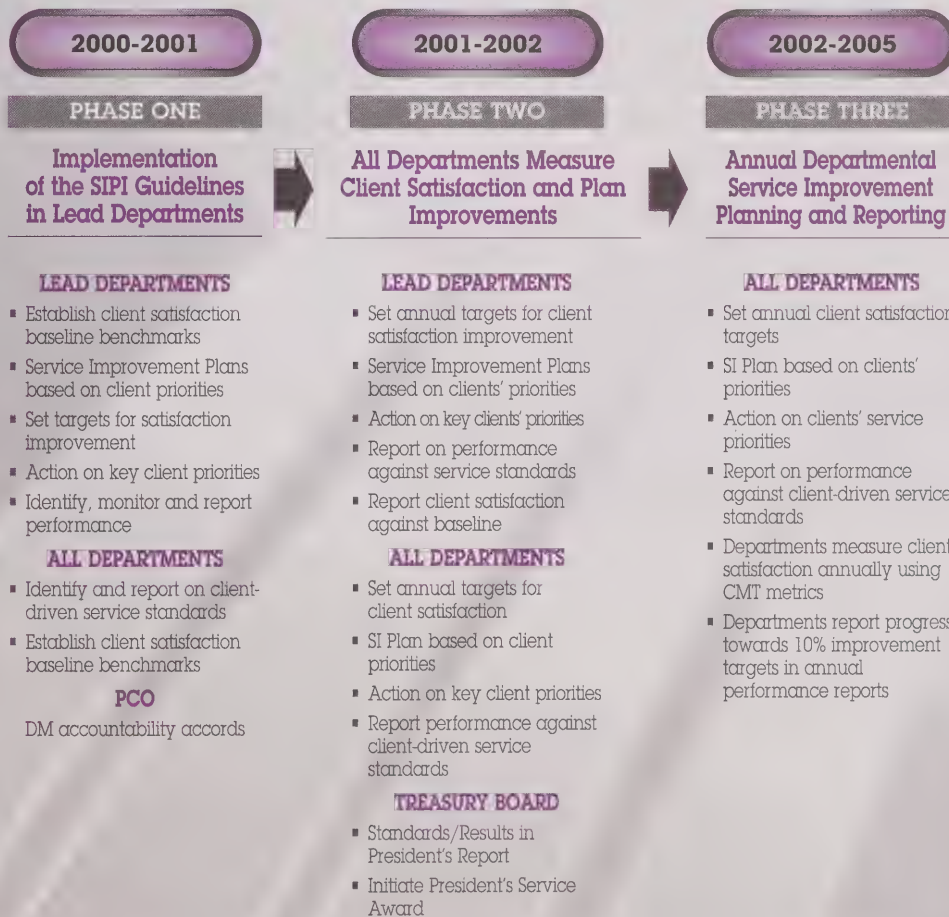 2000-2001
PHASE ONE
Implementation
of the SIPI Guidelines
in Lead Departments
LEAD DEPARTMENTS
▪ Establish client satisfaction
baseline benchmarks
▪ Service Improvement Plans
based on client priorities
▪ Set targets for satisfaction
improvement
▪ Action on key client priorities
▪ Identify, monitor and report
performance
ALL DEPARTMENTS
▪ Identify and report on client-
driven service standards
▪ Establish client satisfaction
baseline benchmarks
PCO
DM accountability accords
2001-2002
PHASE TWO
All Departments Measure
Client Satisfaction and Plan
Improvements
LEAD DEPARTMENTS
▪ Set annual targets for client
satisfaction improvement
▪ Service Improvement Plans
based on clients' priorities
▪ Action on key clients' priorities
▪ Report on performance
against service standards
▪ Report client satisfaction
against baseline
ALL DEPARTMENTS
▪ Set annual targets for
client satisfaction
▪ SI Plan based on client
priorities
▪ Action on key client priorities
▪ Report performance against
client-driven service
standards
TREASURY BOARD
▪ Standards/Results in
President's Report
▪ Initiate President's Service
Award
2002-2005
PHASE THREE
Annual Departmental
Service Improvement
Planning and Reporting
ALL DEPARTMENTS
▪ Set annual client satisfaction
targets
▪ SI Plan based on clients'
priorities
▪ Action on clients' service
priorities
▪ Report on performance
against client-driven service
standards
▪ Departments measure client
satisfaction annually using
CMT metrics
▪ Departments report progress
towards 10% improvement
targets in annual
performance reports